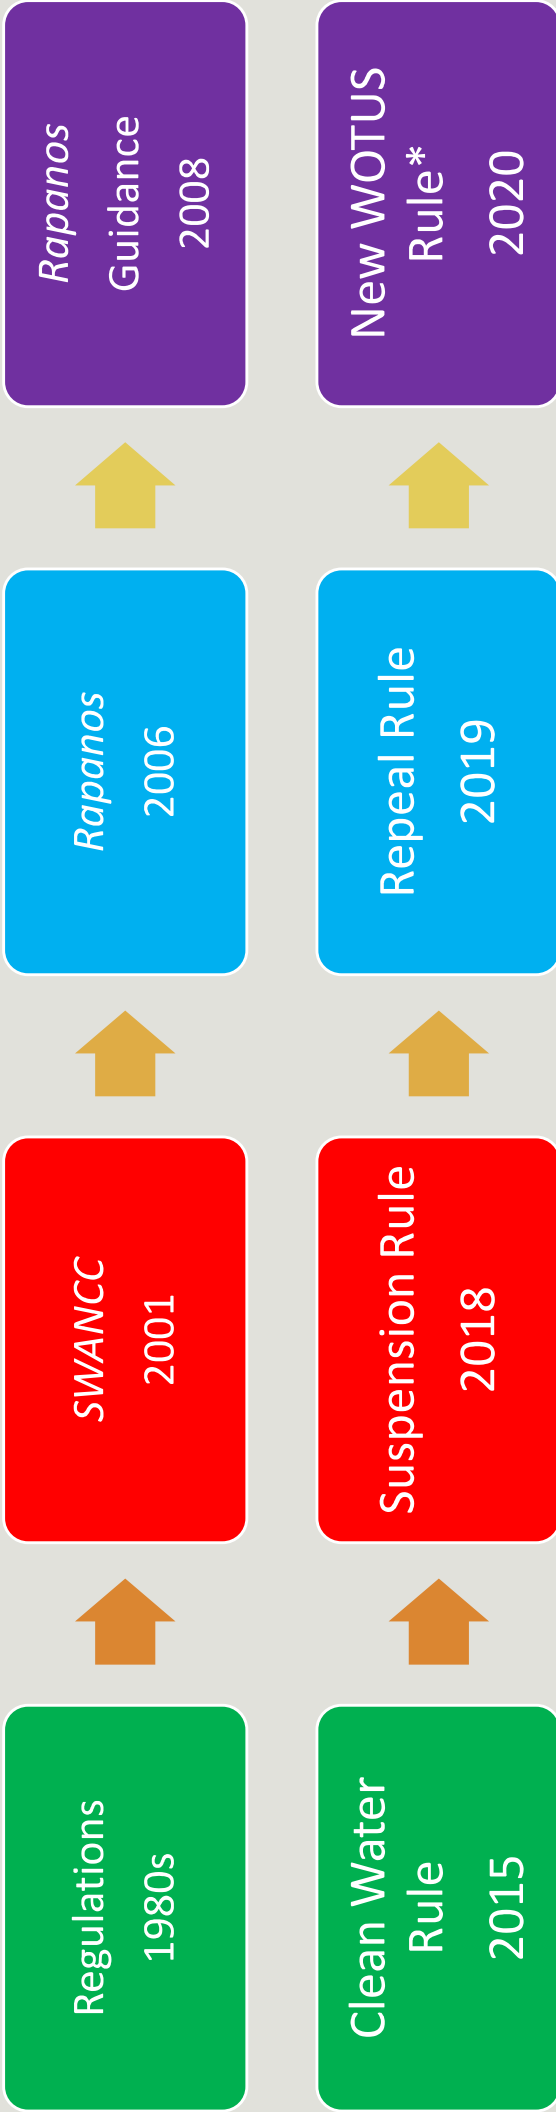 Regulations
1980s
SWANCC
2001
Rapanos
2006
Rapanos
Guidance
2008
Clean Water
Rule
2015
Suspension Rule
2018
Repeal Rule
2019
New WOTUS
Rule*
2020